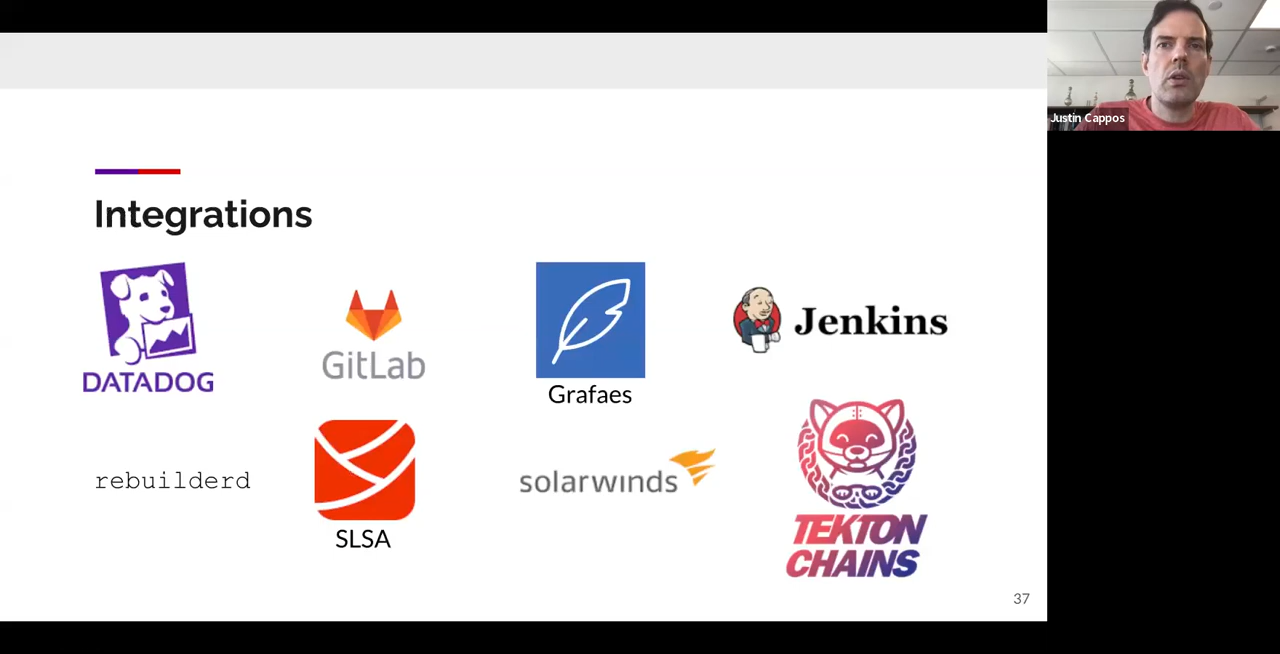 Justin Cappos
Integrations
DATADOG
GitLab
Grafaes
Jenkins
rebuilderd
SLSA
solarwinds
TEKTON
CHAINS
37